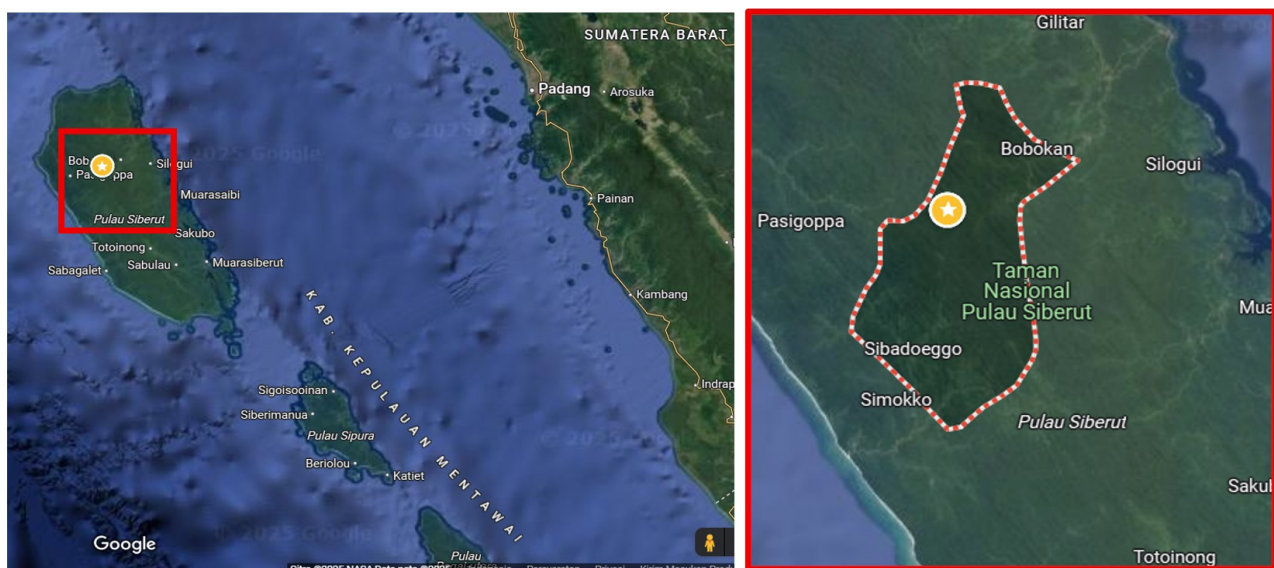 SUMATERA BARAT
Padang
Arosuka
Silogui
Muarasaibi
Painan
Pulau Siberut
Sakubo
Totoinong
Sabulau
Muarasiberut
Sabagalet
Kambang
KAB. KEPULAUAN MENTAWAI
Sigoisooinan
Siberimanua
Pulau Sipura
Beriolou
Katiet
Indrap
Google
Pulau
Gilitar
Bobokan
Silogui
Pasigoppa
Taman
Nasional
Pulau Siberut
Mua
Sibadoeggo
Simokko
Pulau Siberut
Saku
Totoinong